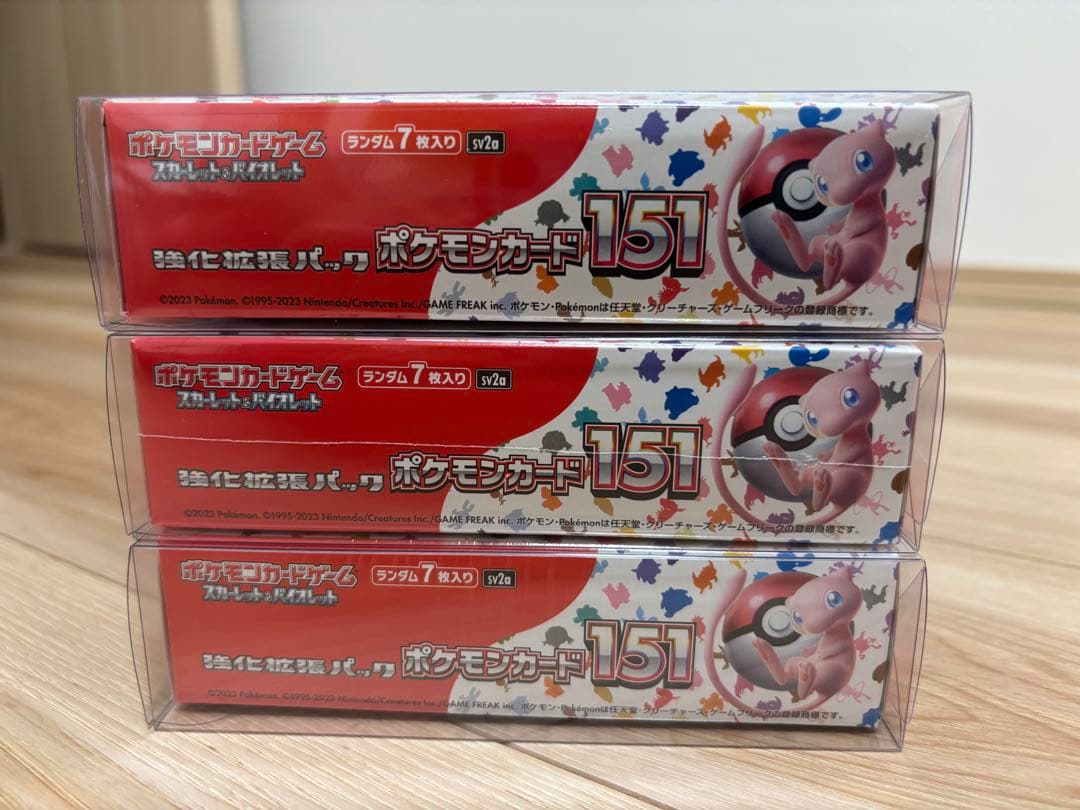 ポケモンカードゲーム
スカーレット&バイオレット
ランダム7枚入り sv2a
強化拡張パック ポケモンカード151
©2023 Pokémon. ©1995-2023 Nintendo/Creatures Inc./GAME FREAK inc. ポケモン・Pokémonは任天堂・クリーチャーズ・ゲームフリークの登録商標です。
ポケモンカードゲーム
スカーレット&バイオレット
ランダム7枚入り sv2a
強化拡張パック ポケモンカード151
©2023 Pokémon. ©1995-2023 Nintendo/Creatures Inc./GAME FREAK inc. ポケモン・Pokémonは任天堂・クリーチャーズ・ゲームフリークの登録商標です。
ポケモンカードゲーム
スカーレット&バイオレット
ランダム7枚入り sv2a
強化拡張パック ポケモンカード151
©2023 Pokémon. ©1995-2023 Nintendo/Creatures Inc./GAME FREAK inc. ポケモン・Pokémonは任天堂・クリーチャーズ・ゲームフリークの登録商標です。